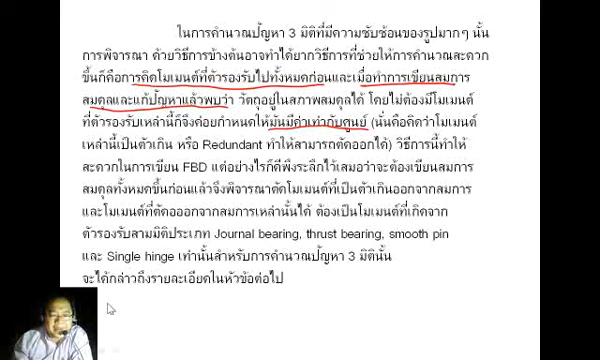 ในการคำนวณปัญหา 3 มิติที่มีความซับซ้อนของรูปมากๆ นั้น
การพิจารณา ด้วยวิธีการข้างต้นอาจทำได้ยากวิธีการที่ช่วยให้การคำนวณสะดวก
ขึ้นก็คือการคิดโมเมนต์ที่ตัวรองรับไปทั้งหมดก่อนและเมื่อทำการเขียนสมการ
สมดุลและแก้ปัญหาแล้วพบว่า วัตถุอยู่ในสภาพสมดุลได้ โดยไม่ต้องมีโมเมนต์
ที่ตัวรองรับเหล่านี้ก็จึงค่อยกำหนดให้มันมีค่าเท่ากับศูนย์ (นั่นคือคิดว่าโมเมนต์
เหล่านี้เป็นตัวเกิน หรือ Redundant ทำให้สามารถตัดออกได้) วิธีการนี้ทำให้
สะดวกในการเขียน FBD แต่อย่างไรก็ดีพึงระลึกไว้เสมอว่าจะต้องเขียนสมการ
สมดุลทั้งหมดขึ้นก่อนแล้วจึงพิจารณาตัดโมเมนต์ที่เป็นตัวเกินออกจากสมการ
และโมเมนต์ที่ตัดอออกจากสมการเหล่านั้นได้ ต้องเป็นโมเมนต์ที่เกิดจาก
ตัวรองรับสามมิติประเภท Journal bearing, thrust bearing, smooth pin
และ Single hinge เท่านั้นสำหรับการคำนวณปัญหา 3 มิตินั้น
จะได้กล่าวถึงรายละเอียดในหัวข้อต่อไป